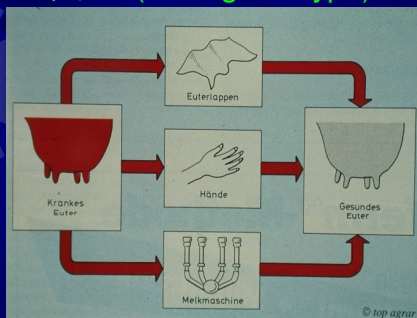 Euterlappen
Krankes
Euter
Hände
Gesundes
Euter
Melkmaschine
© top agrar